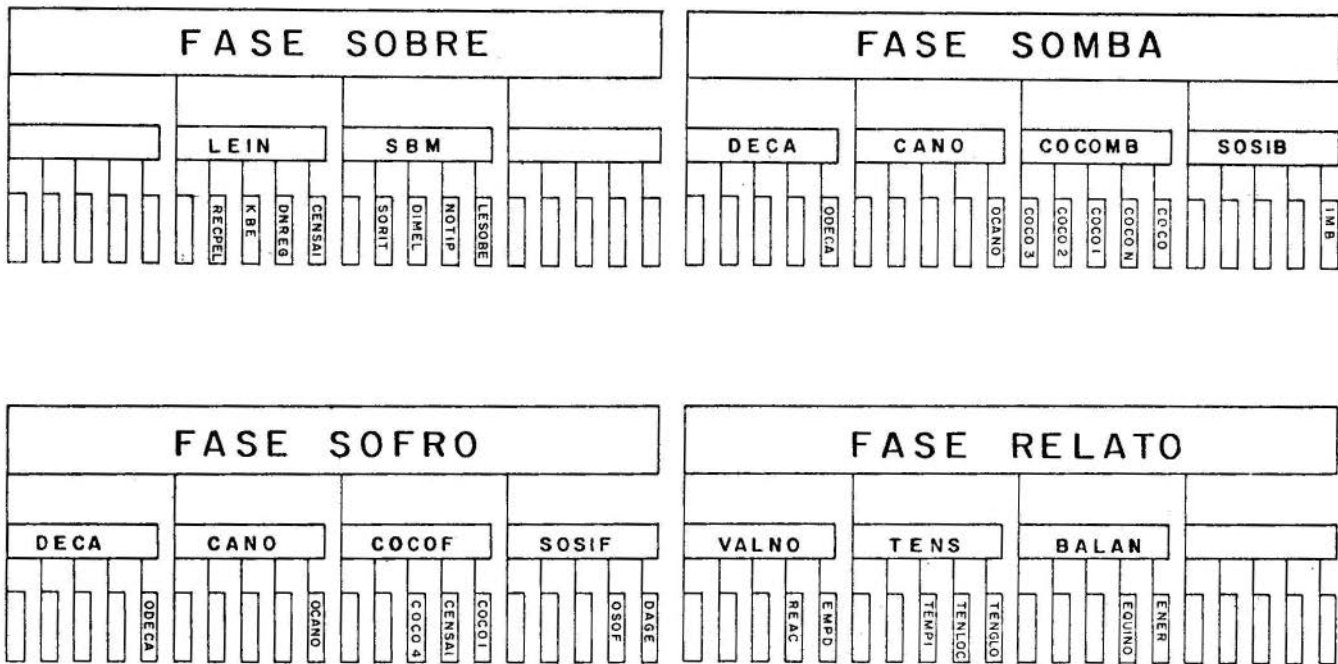 FASE SOBRE
LEIN
SBM
RECPEL
KBE
DNREG
CENSAI
SORIT
DIMEL
NOTIP
LESOBE
FASE SOMBA
DECA
CANO
COCOMB
SOSIB
ODECA
OCANO
COCO 3
COCO 2
COCO 1
COCO N
COCO
IMB
FASE SOFRO
DECA
CANO
COCOF
SOSIF
ODECA
OCANO
COCO 4
CENSAI
COCO 1
OSOF
DAGE
FASE RELATO
VALNO
TENS
BALAN
REAC
EMPD
TEMPI
TENLOC
TENGLO
EQUINO
ENER